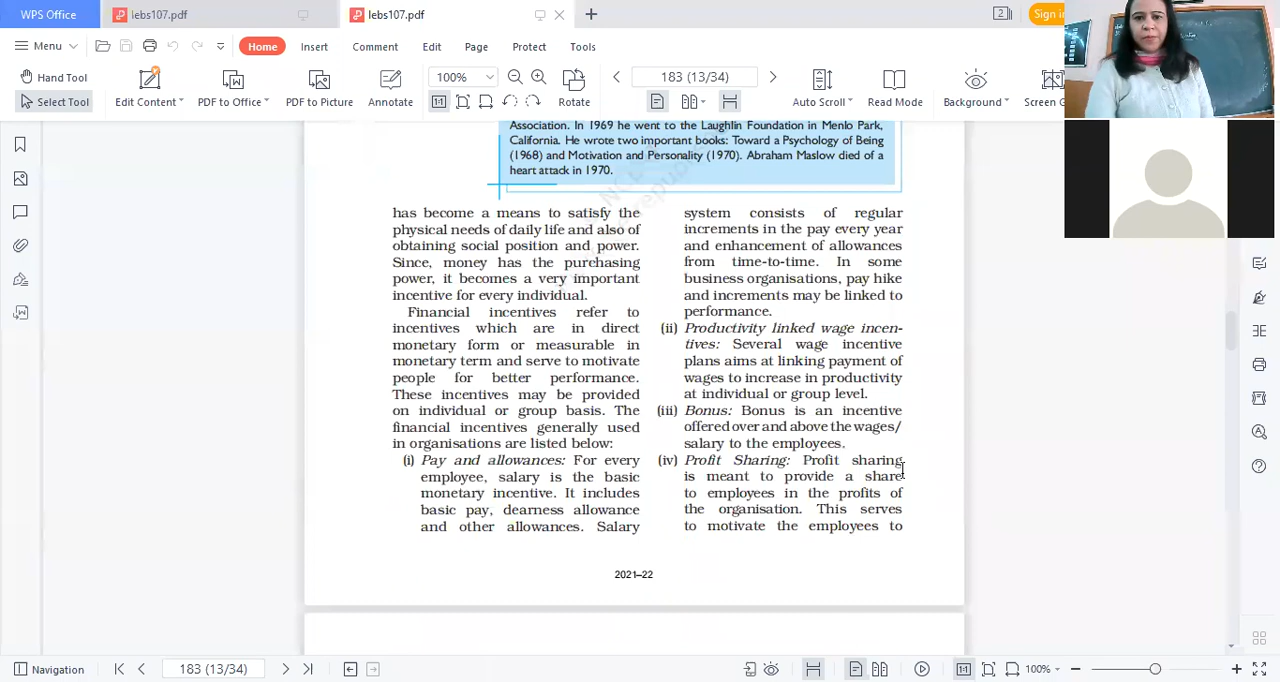 WPS Office
lebs107.pdf
lebs107.pdf
2
Sign in
Menu
Home
Insert
Comment
Edit
Page
Protect
Tools
Hand Tool
Select Tool
Edit Content
PDF to Office
PDF to Picture
Annotate
100%
Rotate
183 (13/34)
Auto Scroll
Read Mode
Background
Screen G
Association. In 1969 he went to the Laughlin Foundation in Menlo Park,
California. He wrote two important books: Toward a Psychology of Being
(1968) and Motivation and Personality (1970). Abraham Maslow died of a
heart attack in 1970.
has become a means to satisfy the
physical needs of daily life and also of
obtaining social position and power.
Since, money has the purchasing
power, it becomes a very important
incentive for every individual.
Financial incentives refer to
incentives which are in direct
monetary form or measurable in
monetary term and serve to motivate
people for better performance.
These incentives may be provided
on individual or group basis. The
financial incentives generally used
in organisations are listed below:
(i) Pay and allowances: For every
employee, salary is the basic
monetary incentive. It includes
basic pay, dearness allowance
and other allowances. Salary
system consists of regular
increments in the pay every year
and enhancement of allowances
from time-to-time. In some
business organisations, pay hike
and increments may be linked to
performance.
(ii) Productivity linked wage incen-
tives: Several wage incentive
plans aims at linking payment of
wages to increase in productivity
at individual or group level.
(iii) Bonus: Bonus is an incentive
offered over and above the wages/
salary to the employees.
(iv) Profit Sharing: Profit sharing
is meant to provide a share
to employees in the profits of
the organisation. This serves
to motivate the employees to
2021–22
Navigation
183 (13/34)
100%